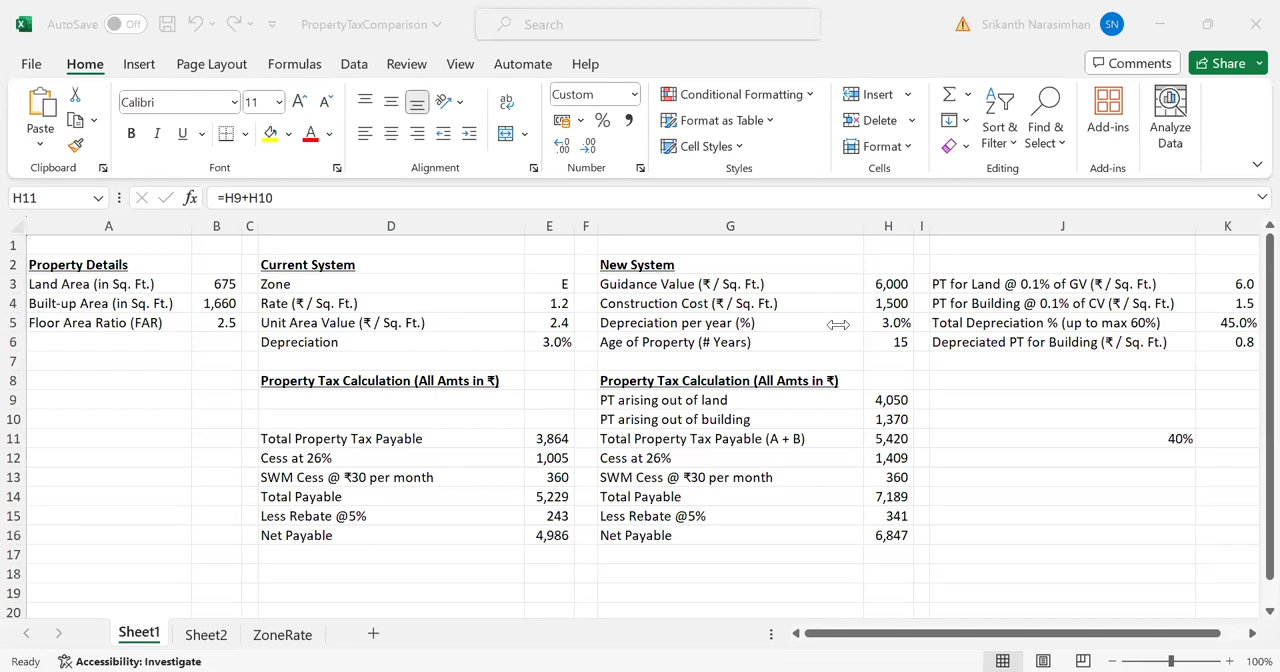 AutoSave Off PropertyTaxComparison Search Srikanth Narasimhan SN
File Home Insert Page Layout Formulas Data Review View Automate Help Comments Share
Calibri 11 Custom Conditional Formatting Insert
Paste Format as Table Delete Sort & Filter Find & Select Add-ins Analyze Data
B I U A % Cell Styles Format
Clipboard Font Alignment Number Styles Cells Editing Add-ins
H11 fx =H9+H10
A B C D E F G H I J K
1
2 Property Details Current System New System
3 Land Area (in Sq. Ft.) 675 Zone E Guidance Value (₹ / Sq. Ft.) 6,000 PT for Land @ 0.1% of GV (₹ / Sq. Ft.) 6.0
4 Built-up Area (in Sq. Ft.) 1,660 Rate (₹ / Sq. Ft.) 1.2 Construction Cost (₹ / Sq. Ft.) 1,500 PT for Building @ 0.1% of CV (₹ / Sq. Ft.) 1.5
5 Floor Area Ratio (FAR) 2.5 Unit Area Value (₹ / Sq. Ft.) 2.4 Depreciation per year (%) 3.0% Total Depreciation % (up to max 60%) 45.0%
6 Depreciation 3.0% Age of Property (# Years) 15 Depreciated PT for Building (₹ / Sq. Ft.) 0.8
7
8 Property Tax Calculation (All Amts in ₹) Property Tax Calculation (All Amts in ₹)
9 PT arising out of land 4,050
10 PT arising out of building 1,370
11 Total Property Tax Payable 3,864 Total Property Tax Payable (A + B) 5,420 40%
12 Cess at 26% 1,005 Cess at 26% 1,409
13 SWM Cess @ ₹30 per month 360 SWM Cess @ ₹30 per month 360
14 Total Payable 5,229 Total Payable 7,189
15 Less Rebate @5% 243 Less Rebate @5% 341
16 Net Payable 4,986 Net Payable 6,847
17
18
19
20
Sheet1 Sheet2 ZoneRate
Ready Accessibility: Investigate 100%